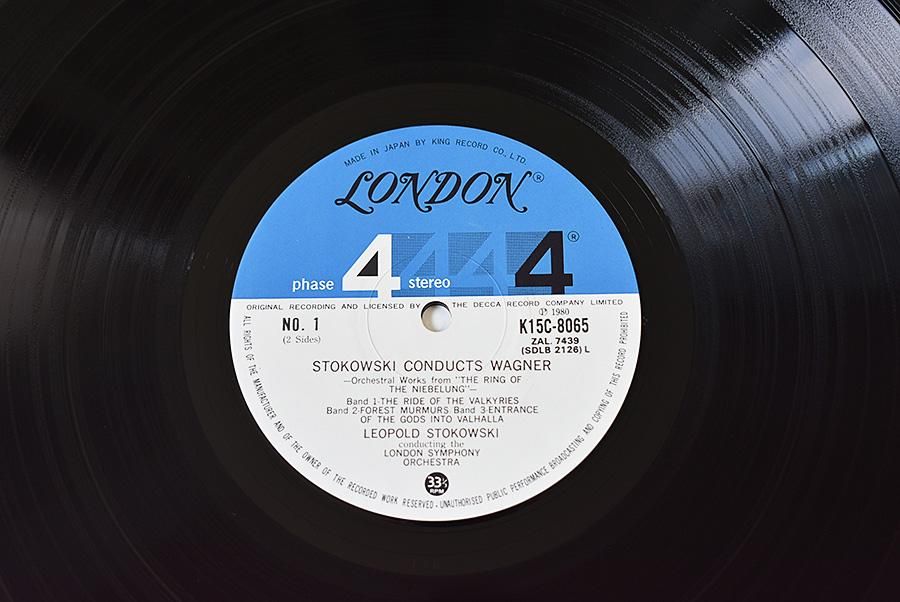 MADE IN JAPAN BY KING RECORD CO., LTD.
LONDON®
phase 4 stereo 4 4 4®
ORIGINAL RECORDING AND LICENSED BY THE DECCA RECORD COMPANY LIMITED
℗ 1980
NO. 1
(2 Sides)
K15C-8065
ZAL. 7439
(SDLB 2126) L
STOKOWSKI CONDUCTS WAGNER
—Orchestral Works from "THE RING OF
THE NIEBELUNG"—
Band 1-THE RIDE OF THE VALKYRIES
Band 2-FOREST MURMURS Band 3-ENTRANCE
OF THE GODS INTO VALHALLA
LEOPOLD STOKOWSKI
conducting the
LONDON SYMPHONY
ORCHESTRA
33⅓
RPM
ALL RIGHTS OF THE MANUFACTURER AND OF THE OWNER OF THE RECORDED WORK RESERVED · UNAUTHORISED PUBLIC PERFORMANCE BROADCASTING AND COPYING OF THIS RECORD PROHIBITED